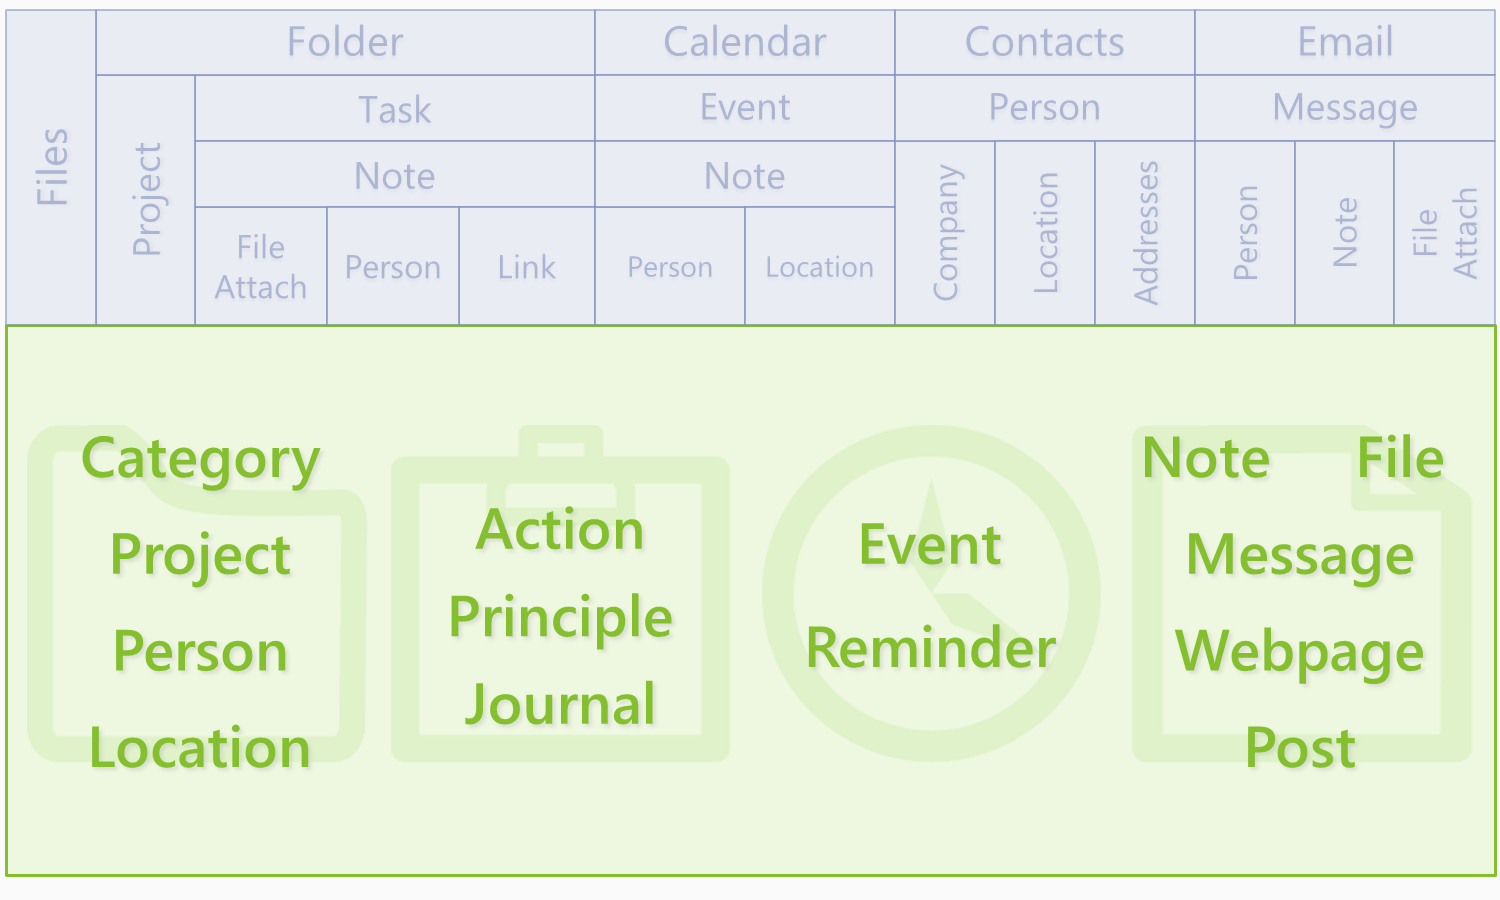 Files
Folder
Calendar
Contacts
Email
Project
Task
Event
Person
Message
Note
Note
File
Attach
Person
Link
Person
Location
Company
Location
Addresses
Person
Note
File
Attach
Category
Project
Person
Location
Action
Principle
Journal
Event
Reminder
Note File
Message
Webpage
Post